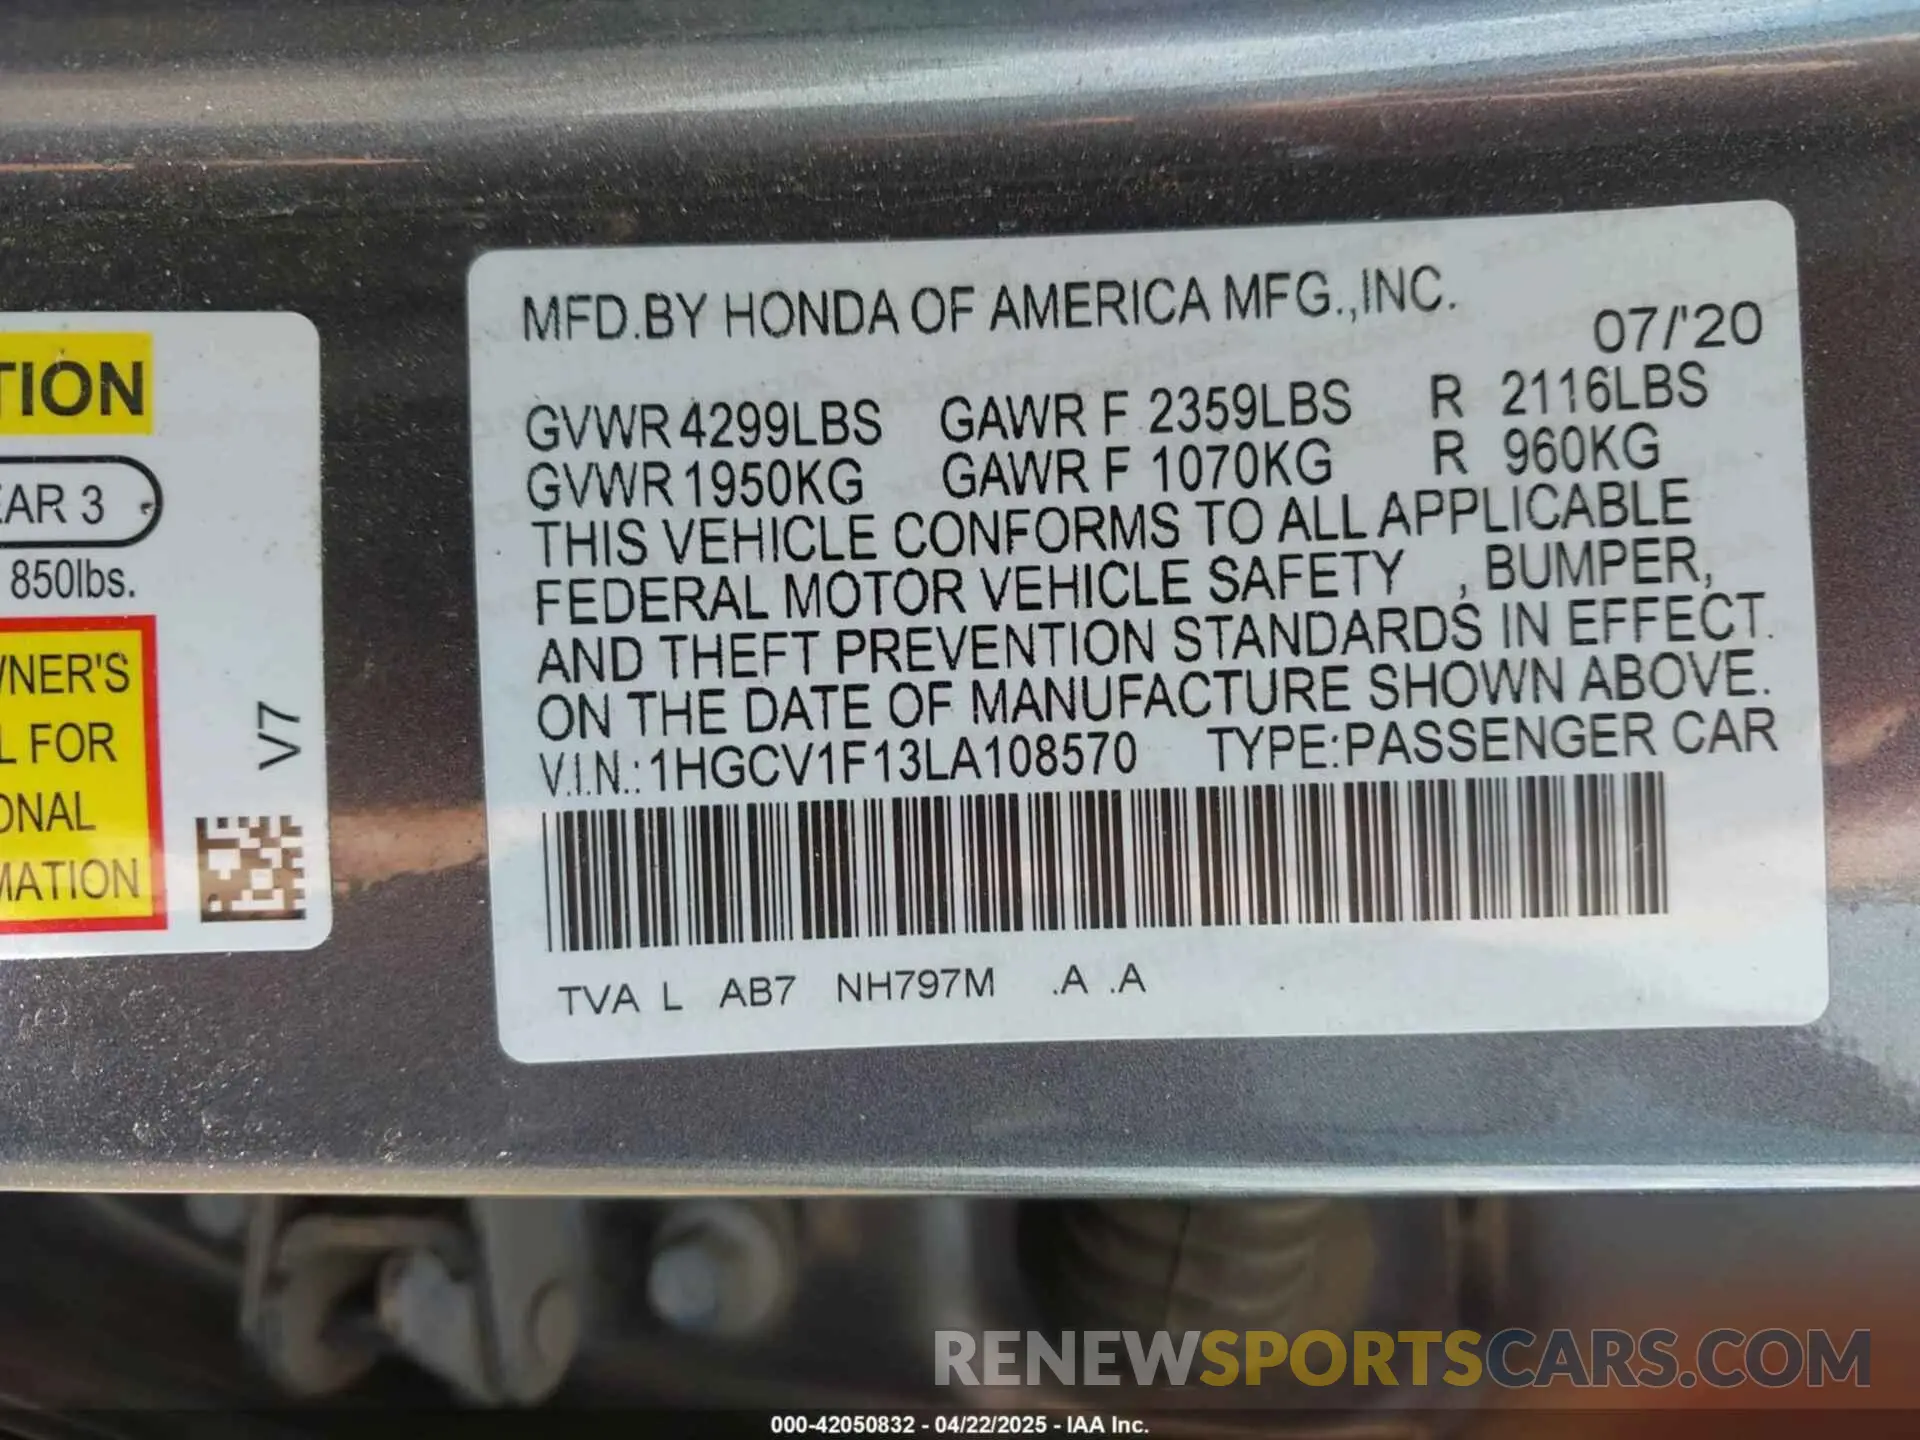 TION
EAR 3
850lbs.
NER'S
L FOR
ONAL
MATION
V7
MFD.BY HONDA OF AMERICA MFG.,INC.
07/'20
GVWR 4299LBS GAWR F 2359LBS R 2116LBS
GVWR 1950KG GAWR F 1070KG R 960KG
THIS VEHICLE CONFORMS TO ALL APPLICABLE
FEDERAL MOTOR VEHICLE SAFETY , BUMPER,
AND THEFT PREVENTION STANDARDS IN EFFECT.
ON THE DATE OF MANUFACTURE SHOWN ABOVE.
V.I.N.:1HGCV1F13LA108570 TYPE:PASSENGER CAR
TVA L AB7 NH797M .A .A
RENEWSPORTSCARS.COM
000-42050832 - 04/22/2025 - IAA Inc.